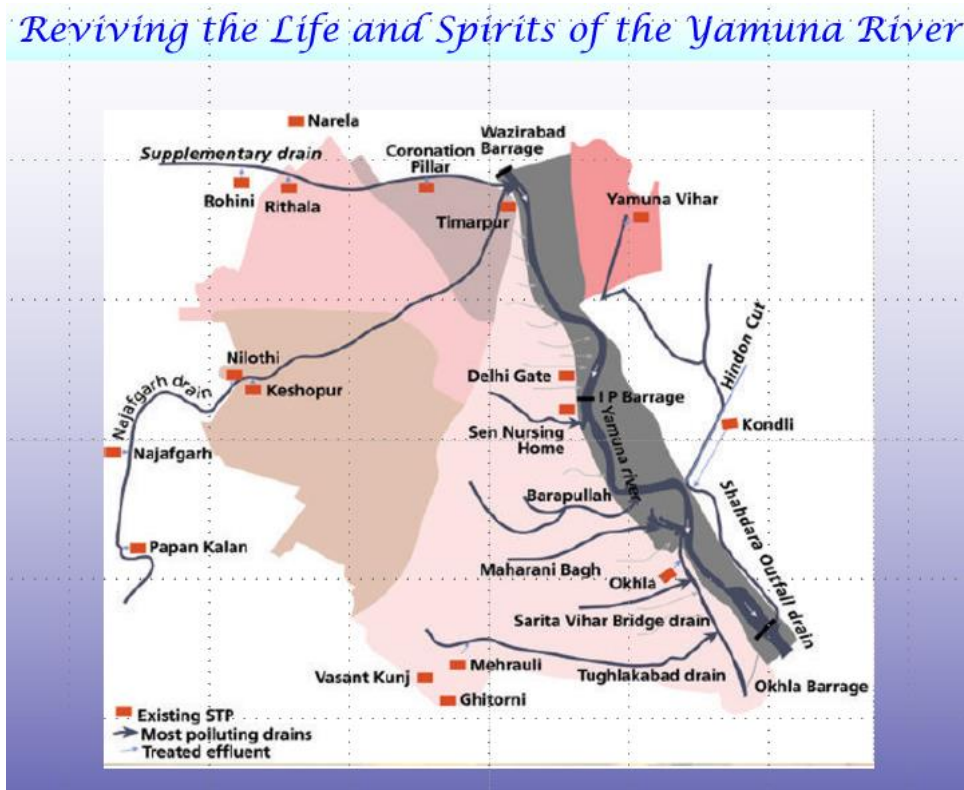 Reviving the Life and Spirits of the Yamuna River
Narela
Wazirabad
Barrage
Supplementary drain
Coronation
Pillar
Rohini
Rithala
Timarpur
Yamuna Vihar
Nilothi
Keshopur
Najafgarh drain
Najafgarh
Papan Kalan
Delhi Gate
I P Barrage
Sen Nursing
Home
Yamuna river
Hindon Cut
Kondli
Barapullah
Maharani Bagh
Okhla
Shahdara Outfall drain
Sarita Vihar Bridge drain
Mehrauli
Vasant Kunj
Ghitorni
Tughlakabad drain
Okhla Barrage
Existing STP
Most polluting drains
Treated effluent